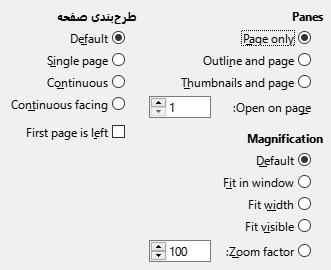 Panes
Page only
Outline and page
Thumbnails and page
Open on page:
1
Magnification
Default
Fit in window
Fit width
Fit visible
Zoom factor:
100
طرح‌بندی صفحه
Default
Single page
Continuous
Continuous facing
First page is left